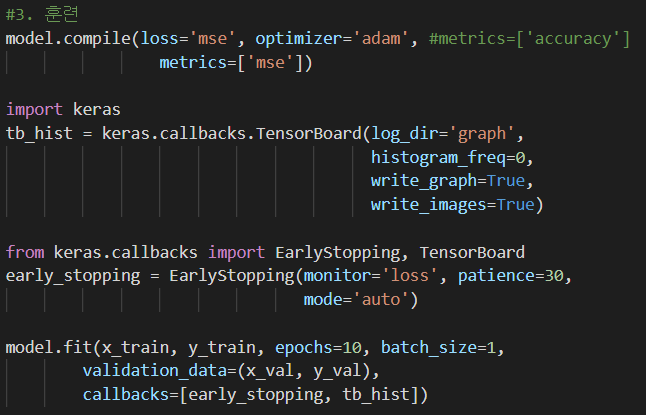 #3. 훈련
model.compile(loss='mse', optimizer='adam', #metrics=['accuracy']
metrics=['mse'])
import keras
tb_hist = keras.callbacks.TensorBoard(log_dir='graph',
histogram_freq=0,
write_graph=True,
write_images=True)
from keras.callbacks import EarlyStopping, TensorBoard
early_stopping = EarlyStopping(monitor='loss', patience=30,
mode='auto')
model.fit(x_train, y_train, epochs=10, batch_size=1,
validation_data=(x_val, y_val),
callbacks=[early_stopping, tb_hist])